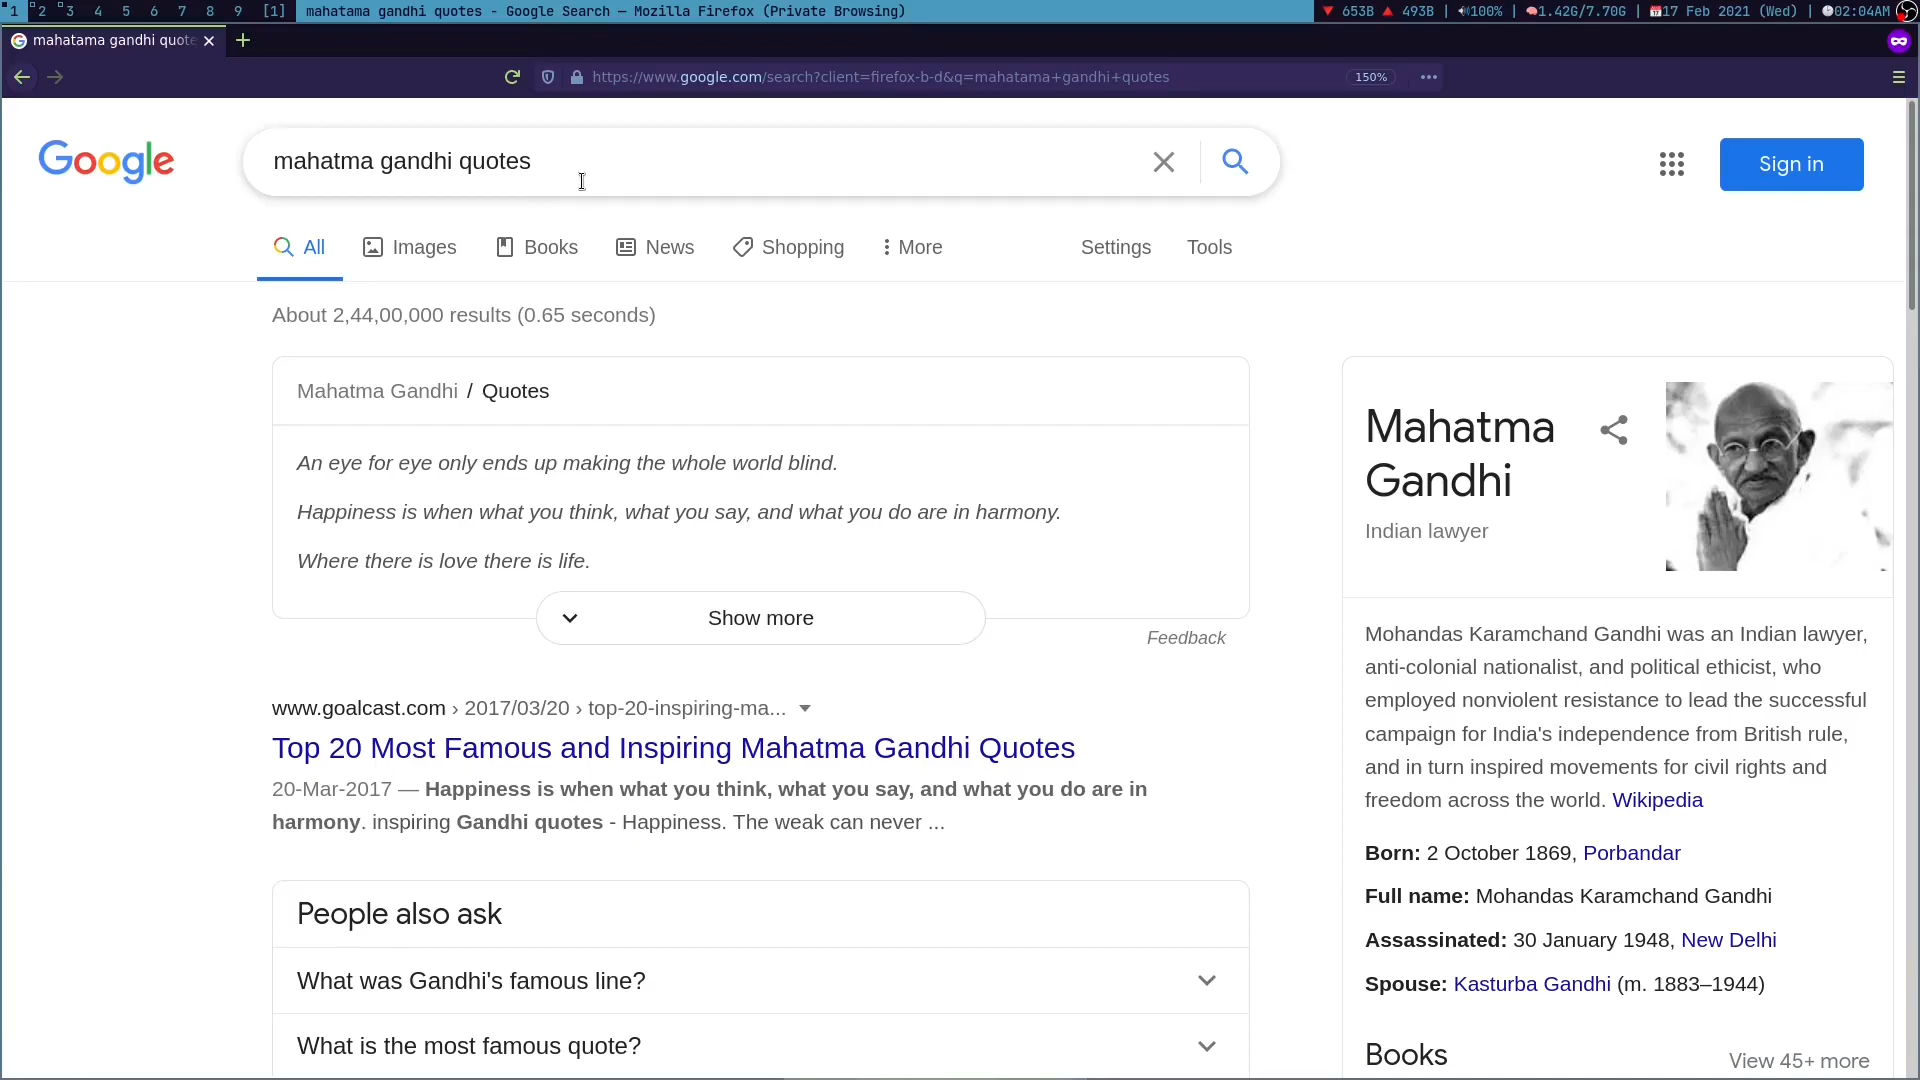 1 2 3 4 5 6 7 8 9 [1] mahatama gandhi quotes - Google Search — Mozilla Firefox (Private Browsing) 653B 493B | 100% | 1.42G/7.70G | 17 Feb 2021 (Wed) | 02:04AM
mahatama gandhi quote
https://www.google.com/search?client=firefox-b-d&q=mahatama+gandhi+quotes 150%
Google
mahatma gandhi quotes
Sign in
All Images Books News Shopping More Settings Tools
About 2,44,00,000 results (0.65 seconds)
Mahatma Gandhi / Quotes
An eye for eye only ends up making the whole world blind.
Happiness is when what you think, what you say, and what you do are in harmony.
Where there is love there is life.
Show more
Feedback
www.goalcast.com › 2017/03/20 › top-20-inspiring-ma...
Top 20 Most Famous and Inspiring Mahatma Gandhi Quotes
20-Mar-2017 — Happiness is when what you think, what you say, and what you do are in
harmony. inspiring Gandhi quotes - Happiness. The weak can never ...
People also ask
What was Gandhi's famous line?
What is the most famous quote?
Mahatma
Gandhi
Indian lawyer
Mohandas Karamchand Gandhi was an Indian lawyer,
anti-colonial nationalist, and political ethicist, who
employed nonviolent resistance to lead the successful
campaign for India's independence from British rule,
and in turn inspired movements for civil rights and
freedom across the world. Wikipedia
Born: 2 October 1869, Porbandar
Full name: Mohandas Karamchand Gandhi
Assassinated: 30 January 1948, New Delhi
Spouse: Kasturba Gandhi (m. 1883–1944)
Books
View 45+ more